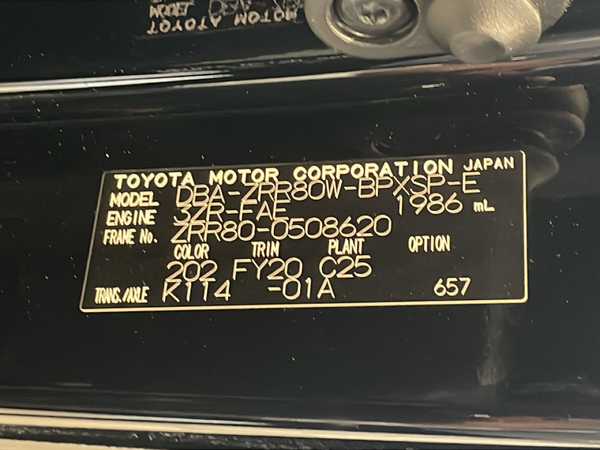 TOYOTA MOTOR CORPORATION JAPAN
MODEL DBA-ZRR80W-BPXSP-E
ENGINE 3ZR-FAE 1986 mL
FRAME No. ZRR80-0508620
COLOR TRIM PLANT OPTION
202 FY20 C25
TRANS./AXLE K114 -01A 657